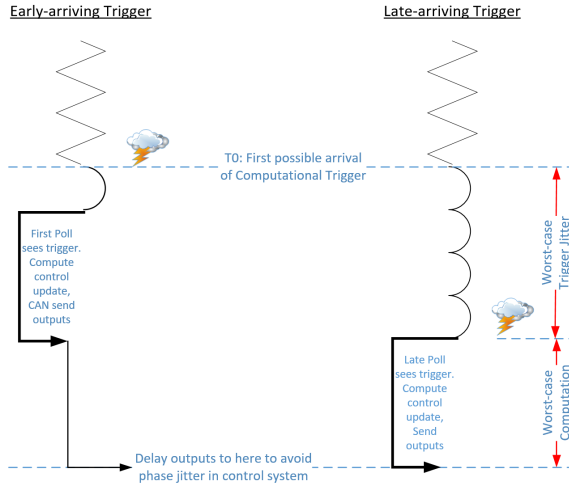 Early-arriving Trigger
Late-arriving Trigger
T0: First possible arrival
of Computational Trigger
First Poll
sees trigger.
Compute
control
update,
CAN send
outputs
Worst-case
Trigger Jitter
Late Poll
sees trigger.
Compute
control
update,
Send
outputs
Worst-case
Computation
Delay outputs to here to avoid
phase jitter in control system